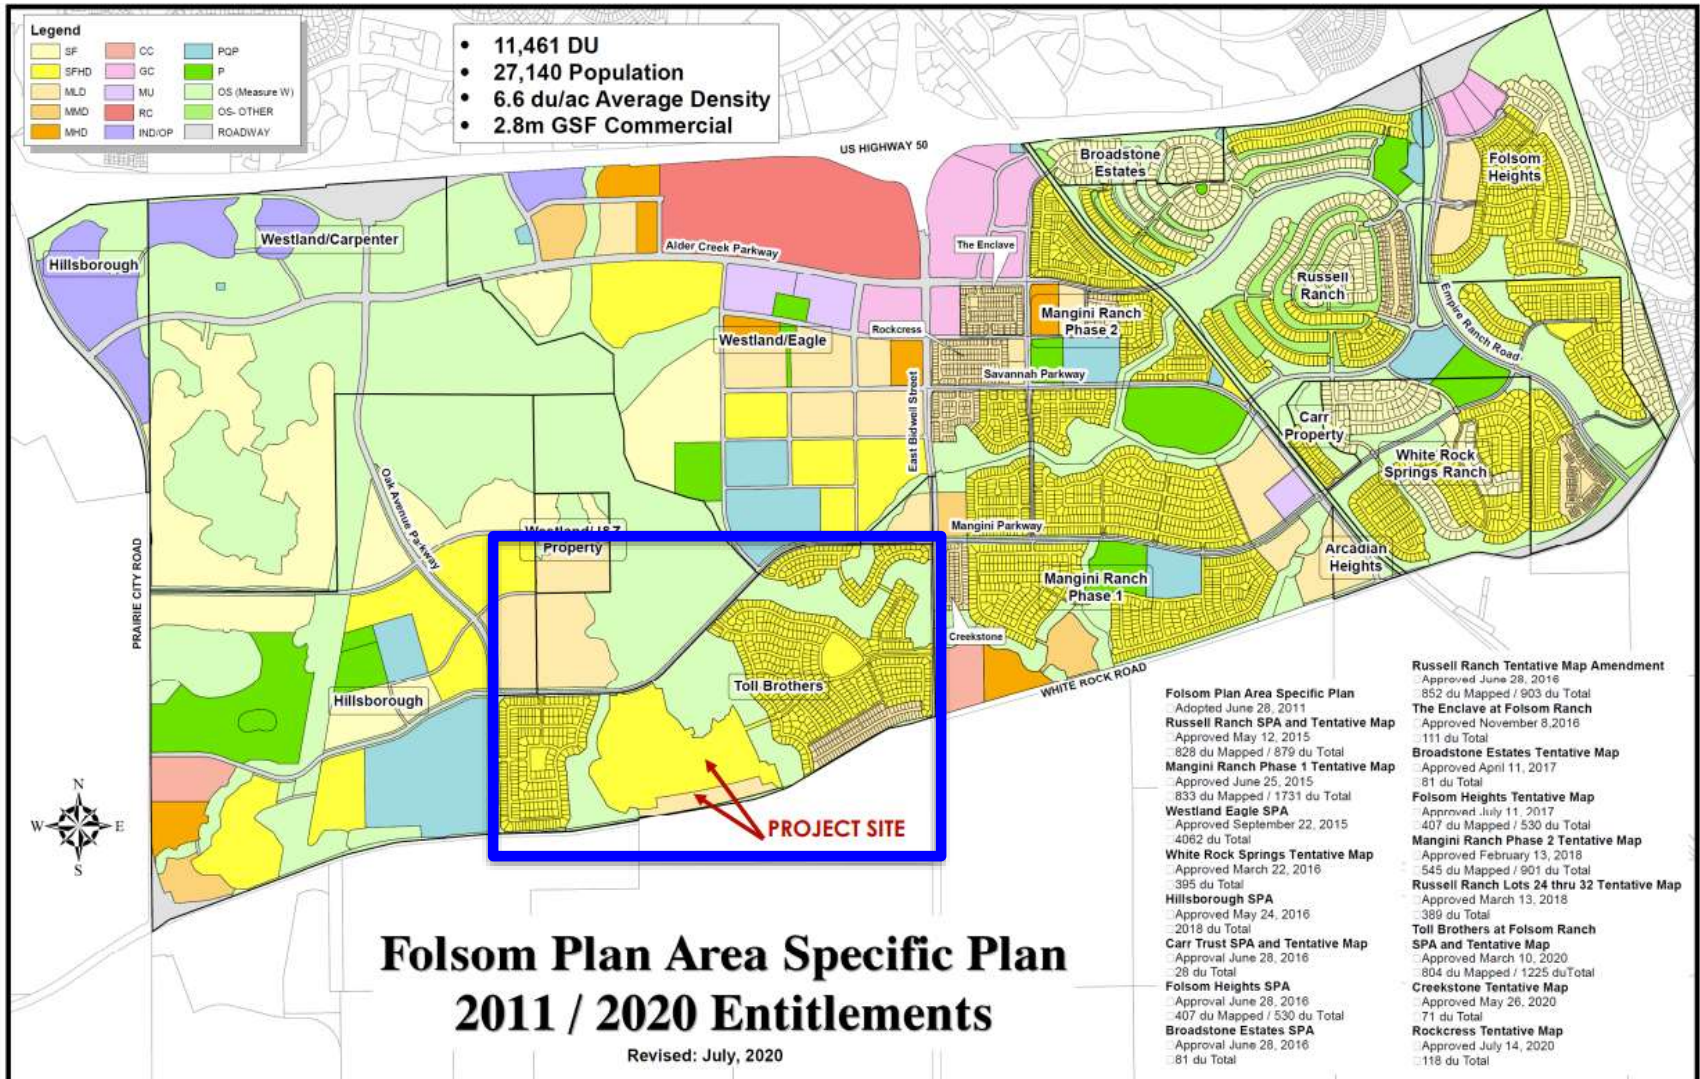 Legend
SF
SFHD
MLD
MMD
MHD
CC
GC
MU
RC
IND/OP
PQP
P
OS (Measure W)
OS- OTHER
ROADWAY
• 11,461 DU
• 27,140 Population
• 6.6 du/ac Average Density
• 2.8m GSF Commercial
US HIGHWAY 50
Broadstone
Estates
Folsom
Heights
Hillsborough
Westland/Carpenter
Alder Creek Parkway
The Enclave
Russell
Ranch
Empire Ranch Road
Mangini Ranch
Phase 2
Rockcress
Westland/Eagle
Savannah Parkway
East Bidwell Street
Carr
Property
White Rock
Springs Ranch
Oak Avenue Parkway
Property
Mangini Parkway
Arcadian
Heights
Mangini Ranch
Phase 1
PRAIRIE CITY ROAD
Creekstone
Toll Brothers
WHITE ROCK ROAD
Hillsborough
PROJECT SITE
N
W
E
S
Folsom Plan Area Specific Plan
2011 / 2020 Entitlements
Revised: July, 2020
Folsom Plan Area Specific Plan
Adopted June 28, 2011
Russell Ranch SPA and Tentative Map
Approved May 12, 2015
828 du Mapped / 879 du Total
Mangini Ranch Phase 1 Tentative Map
Approved June 25, 2015
833 du Mapped / 1731 du Total
Westland Eagle SPA
Approved September 22, 2015
4062 du Total
White Rock Springs Tentative Map
Approved March 22, 2016
395 du Total
Hillsborough SPA
Approved May 24, 2016
2018 du Total
Carr Trust SPA and Tentative Map
Approval June 28, 2016
28 du Total
Folsom Heights SPA
Approval June 28, 2016
407 du Mapped / 530 du Total
Broadstone Estates SPA
Approval June 28, 2016
81 du Total
Russell Ranch Tentative Map Amendment
Approved June 28, 2016
852 du Mapped / 903 du Total
The Enclave at Folsom Ranch
Approved November 8,2016
111 du Total
Broadstone Estates Tentative Map
Approved April 11, 2017
81 du Total
Folsom Heights Tentative Map
Approved July 11, 2017
407 du Mapped / 530 du Total
Mangini Ranch Phase 2 Tentative Map
Approved February 13, 2018
545 du Mapped / 901 du Total
Russell Ranch Lots 24 thru 32 Tentative Map
Approved March 13, 2018
389 du Total
Toll Brothers at Folsom Ranch
SPA and Tentative Map
Approved March 10, 2020
804 du Mapped / 1225 duTotal
Creekstone Tentative Map
Approved May 26, 2020
71 du Total
Rockcress Tentative Map
Approved July 14, 2020
118 du Total